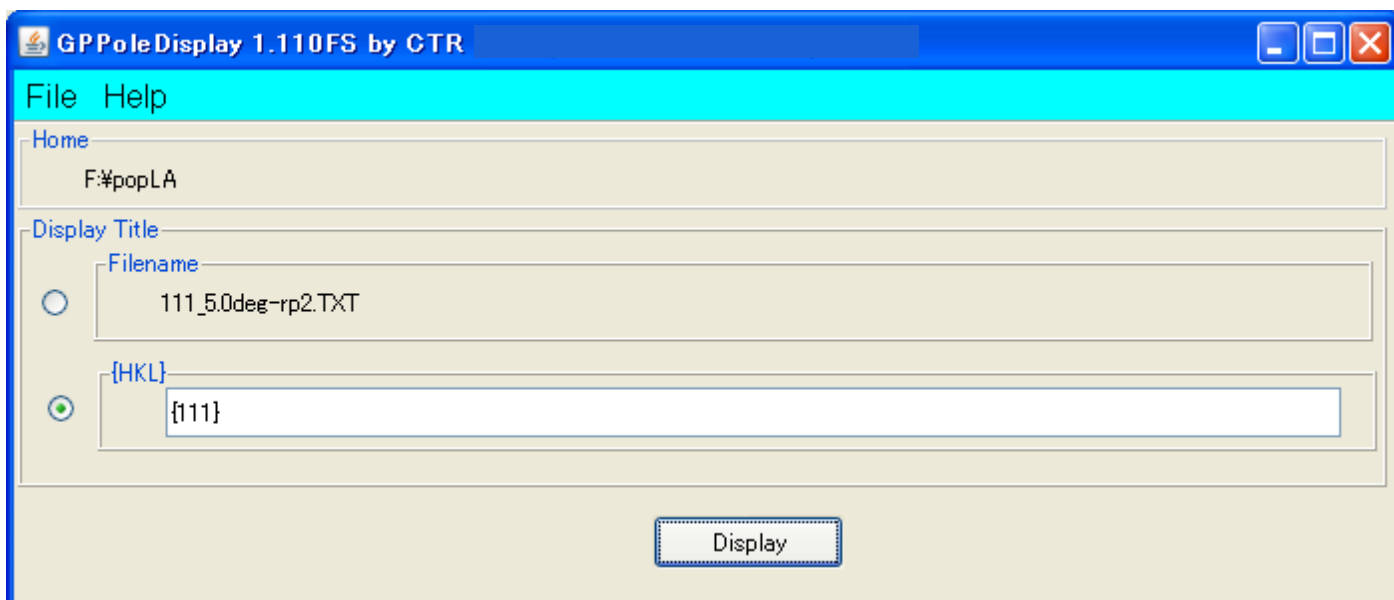 GPPoleDisplay 1.110FS by CTR
File Help
Home
F:¥popLA
Display Title
Filename
111_5.0deg-rp2.TXT
{HKL}
{111}
Display